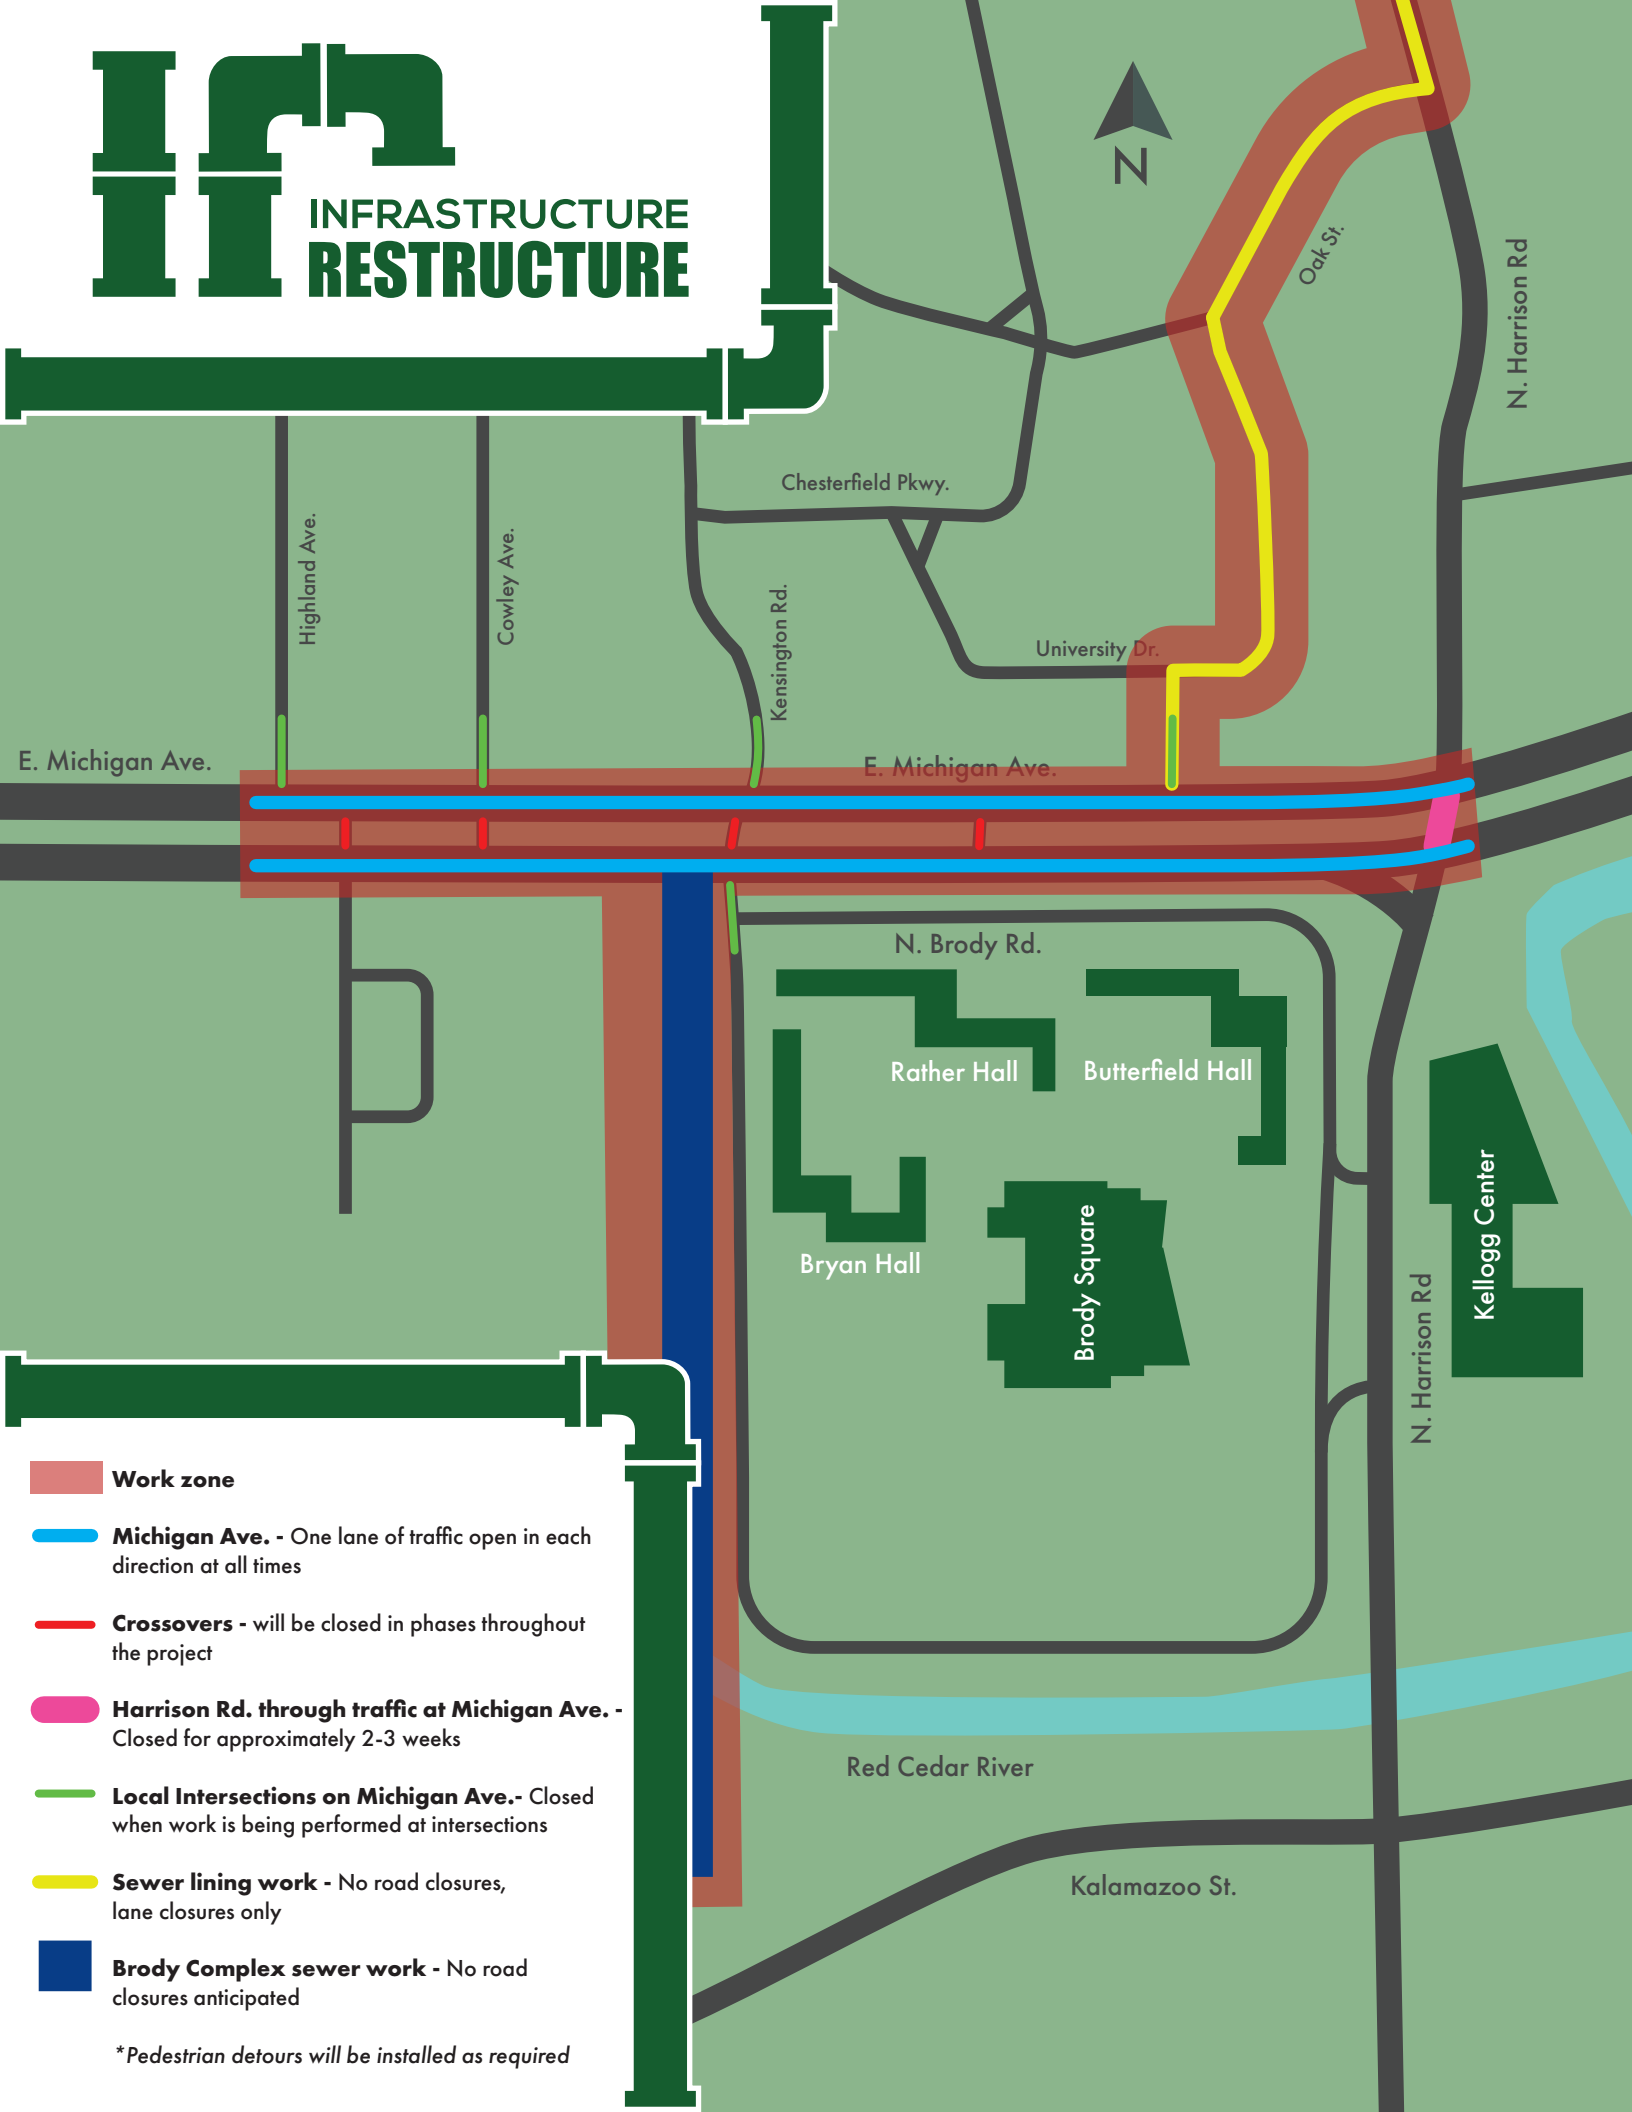 INFRASTRUCTURE
RESTRUCTURE
N
Oak St.
N. Harrison Rd
Chesterfield Pkwy.
Highland Ave.
Cowley Ave.
Kensington Rd.
University Dr.
E. Michigan Ave.
E. Michigan Ave.
N. Brody Rd.
Rather Hall
Butterfield Hall
Bryan Hall
Brody Square
Kellogg Center
N. Harrison Rd
Red Cedar River
Kalamazoo St.
Work zone
Michigan Ave. - One lane of traffic open in each
direction at all times
Crossovers - will be closed in phases throughout
the project
Harrison Rd. through traffic at Michigan Ave. -
Closed for approximately 2-3 weeks
Local Intersections on Michigan Ave.- Closed
when work is being performed at intersections
Sewer lining work - No road closures,
lane closures only
Brody Complex sewer work - No road
closures anticipated
*Pedestrian detours will be installed as required